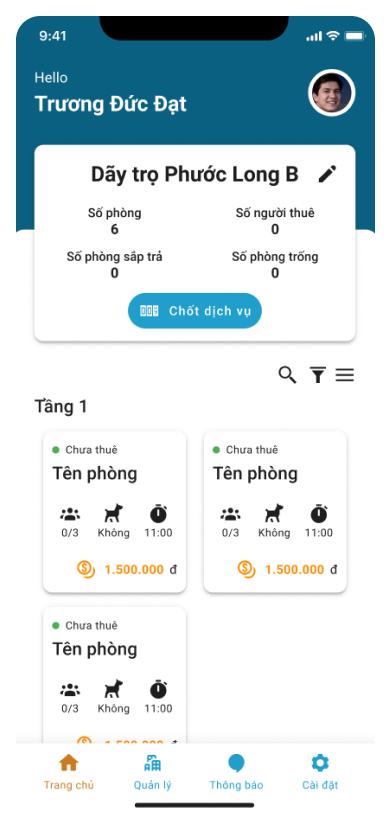 9:41
Hello
Trương Đức Đạt
Dãy trọ Phước Long B
Số phòng
6
Số người thuê
0
Số phòng sắp trả
0
Số phòng trống
0
Chốt dịch vụ
Tầng 1
Chưa thuê
Tên phòng
0/3 Không 11:00
1.500.000 đ
Chưa thuê
Tên phòng
0/3 Không 11:00
1.500.000 đ
Chưa thuê
Tên phòng
0/3 Không 11:00
Trang chủ
Quản lý
Thông báo
Cài đặt